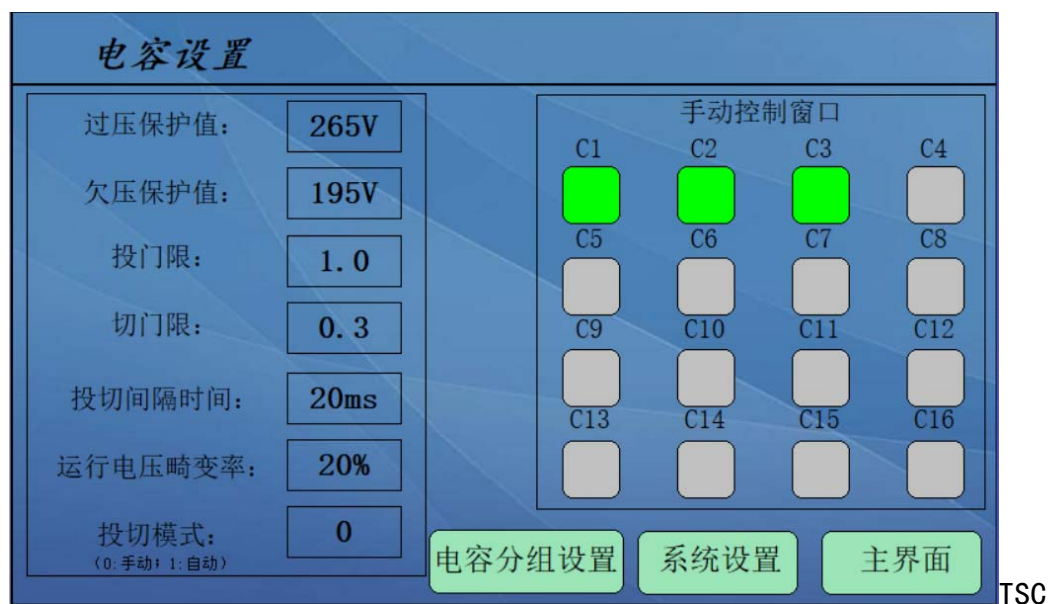 电容设置
过压保护值: 265V
欠压保护值: 195V
投门限: 1.0
切门限: 0.3
投切间隔时间: 20ms
运行电压畸变率: 20%
投切模式: 0
(0:手动; 1:自动)
手动控制窗口
C1 C2 C3 C4
C5 C6 C7 C8
C9 C10 C11 C12
C13 C14 C15 C16
电容分组设置 系统设置 主界面
TSC